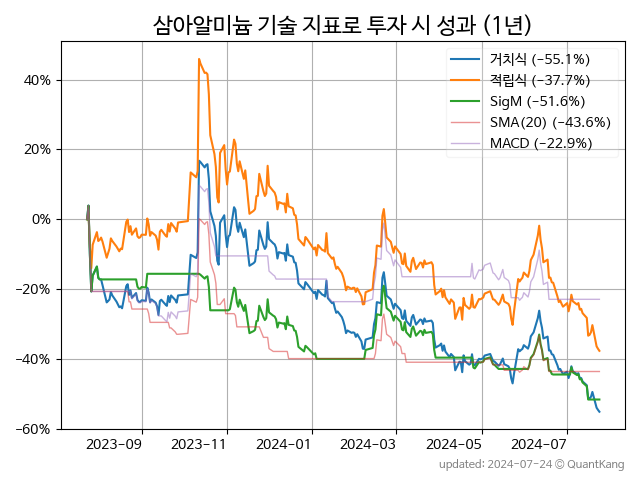 삼아알미늄 기술 지표로 투자 시 성과 (1년)
거치식 (−55.1%)
적립식 (−37.7%)
SigM (−51.6%)
SMA(20) (−43.6%)
MACD (−22.9%)
40%
20%
0%
−20%
−40%
−60%
2023-09 2023-11 2024-01 2024-03 2024-05 2024-07
updated: 2024-07-24 © QuantKang